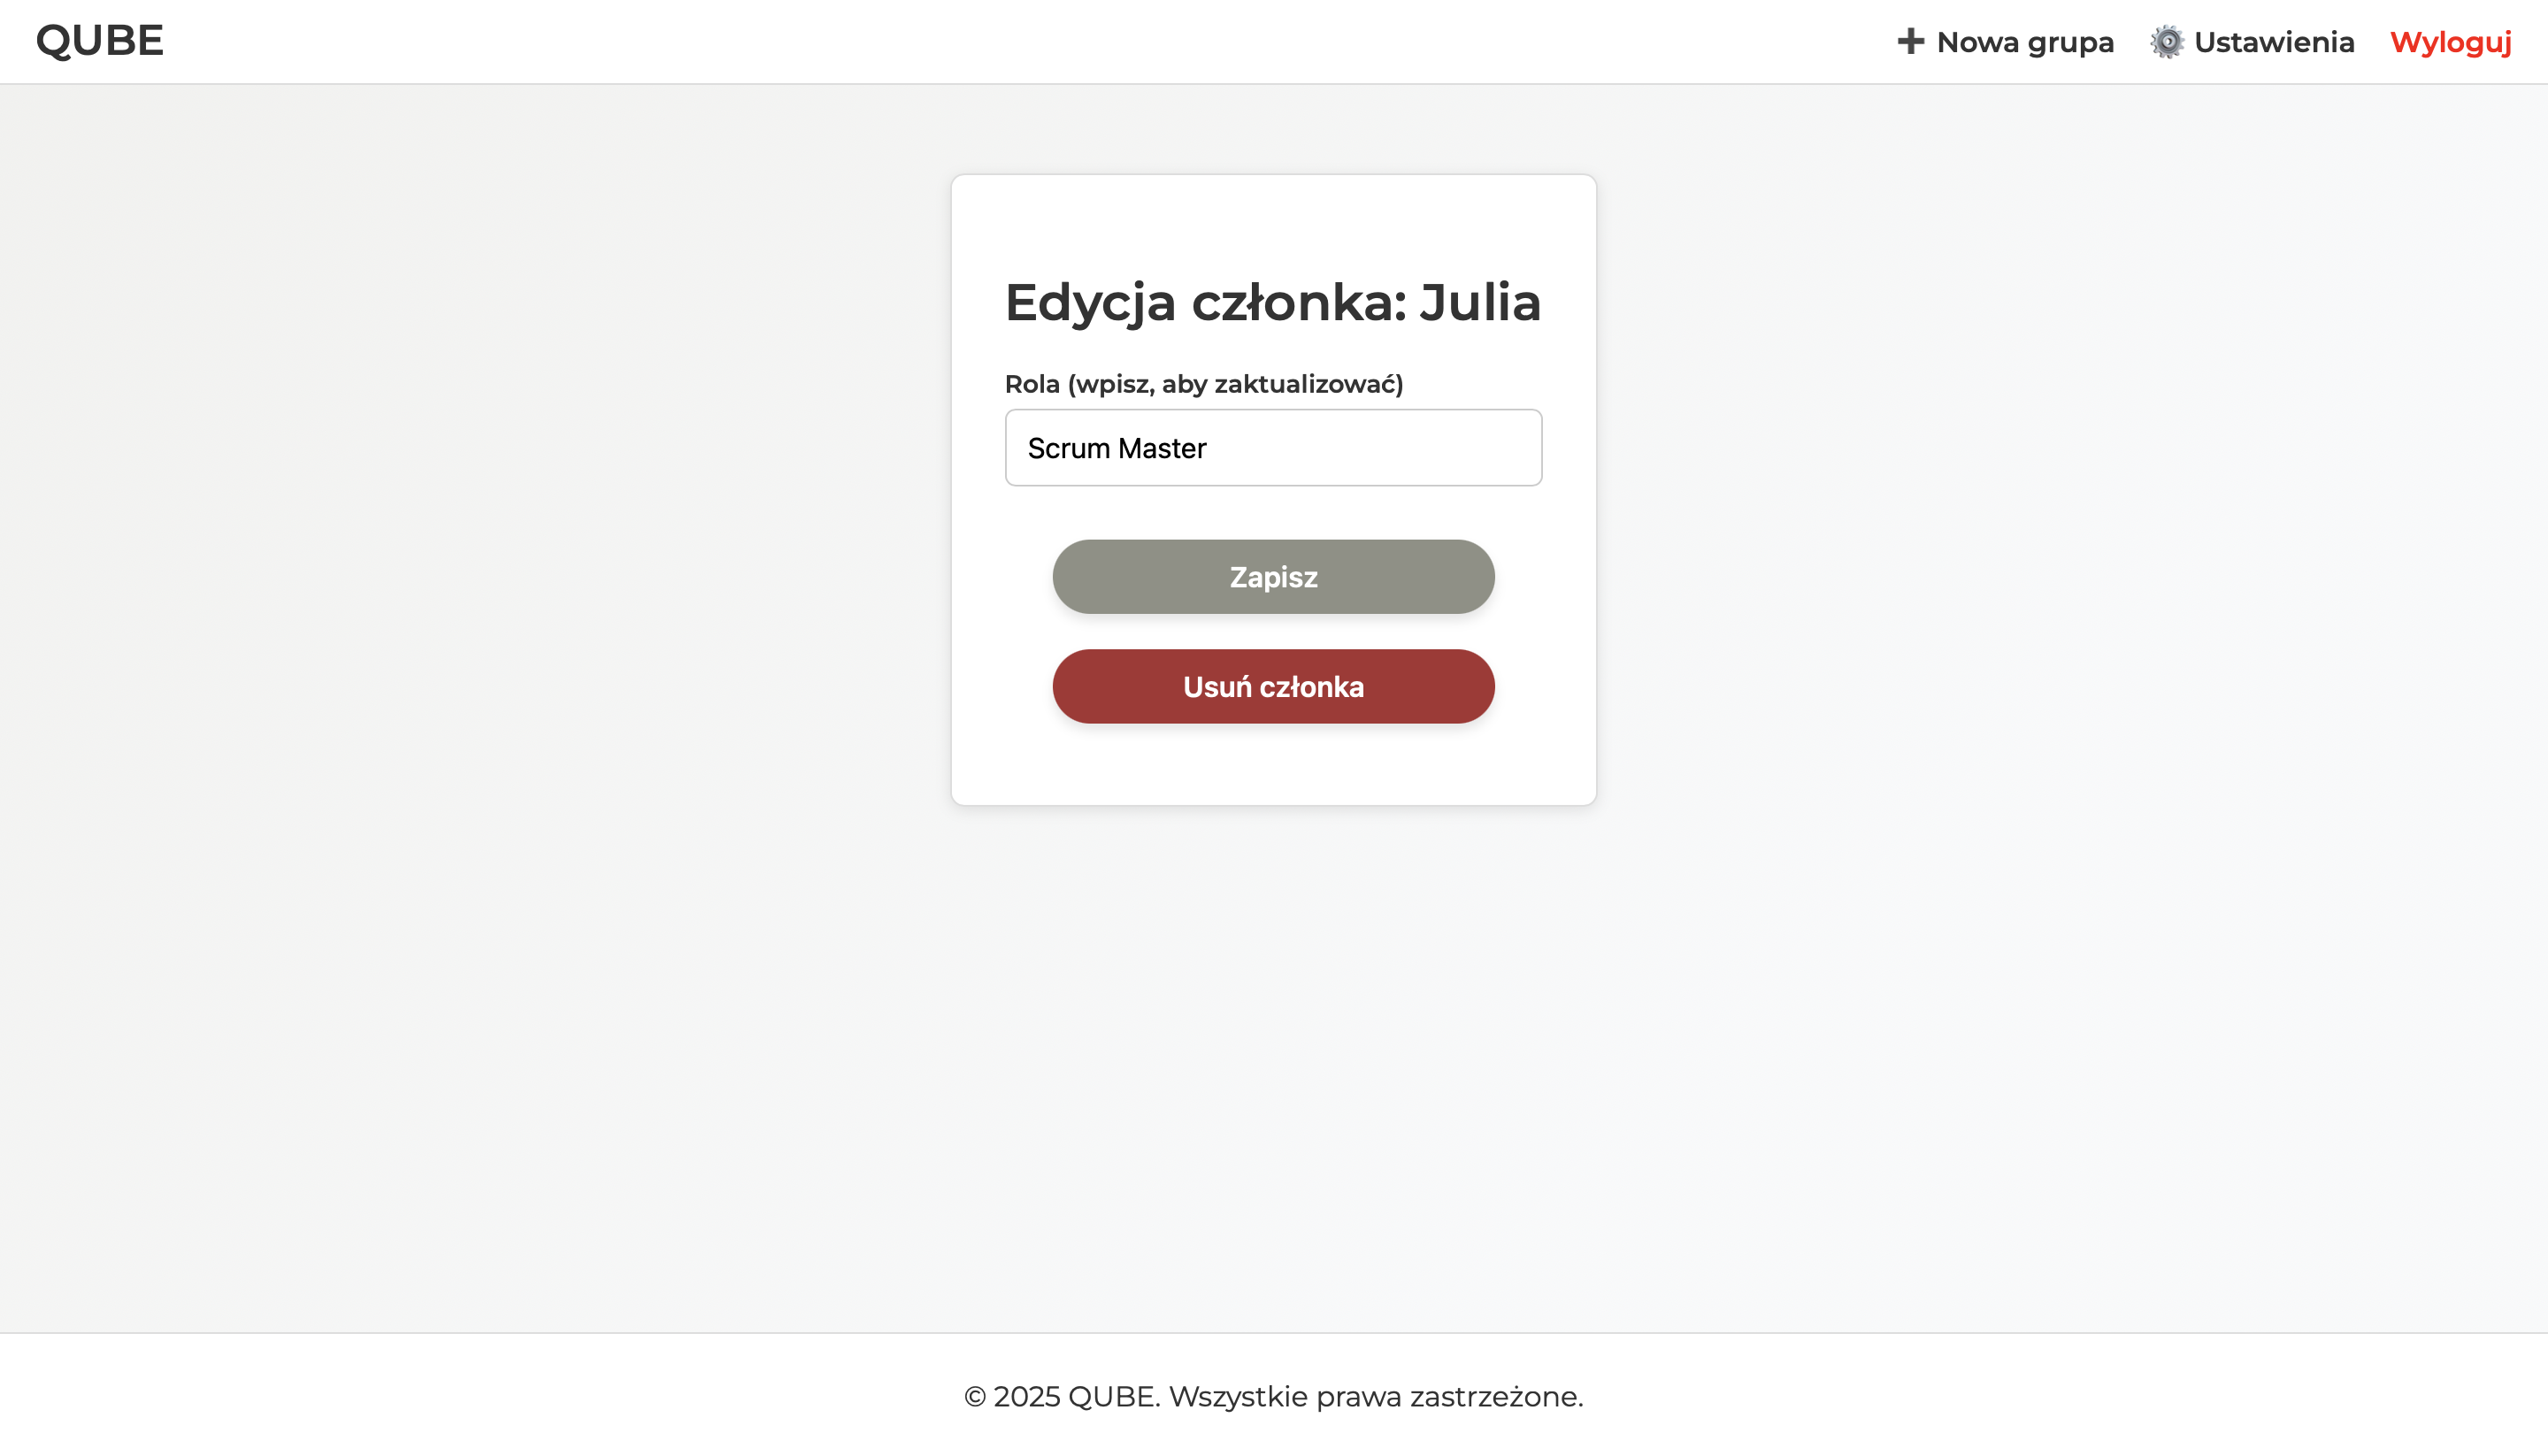 QUBE
Nowa grupa
Ustawienia
Wyloguj
Edycja członka: Julia
Rola (wpisz, aby zaktualizować)
Scrum Master
Zapisz
Usuń członka
© 2025 QUBE. Wszystkie prawa zastrzeżone.